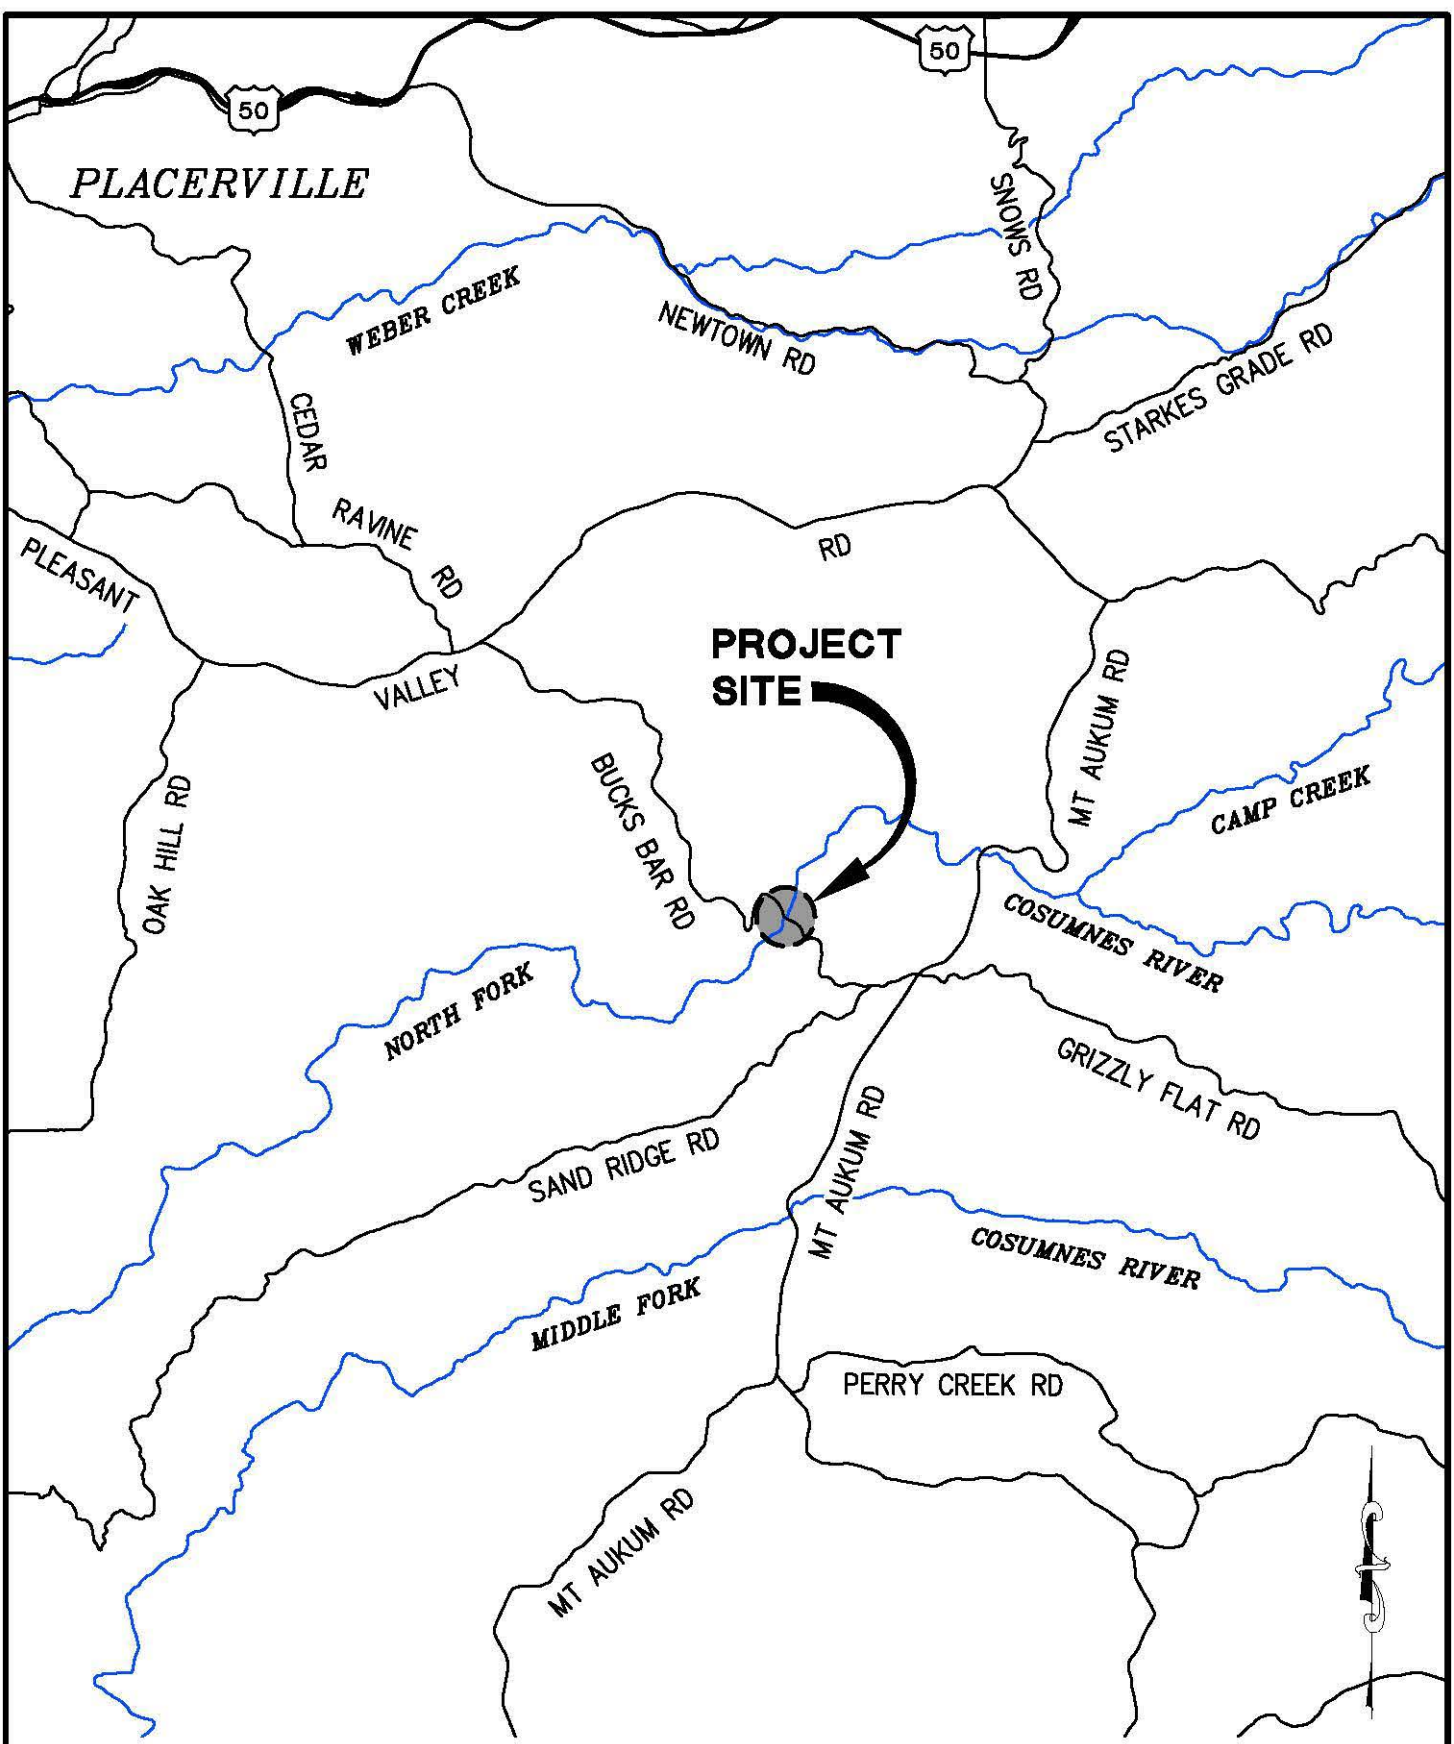 50
50
PLACERVILLE
SNOWS RD
WEBER CREEK
NEWTOWN RD
STARKES GRADE RD
CEDAR
RAVINE
RD
RD
PLEASANT
VALLEY
PROJECT
SITE
MT AUKUM RD
BUCKS BAR RD
OAK HILL RD
CAMP CREEK
COSUMNES RIVER
NORTH FORK
GRIZZLY FLAT RD
SAND RIDGE RD
MT AUKUM RD
COSUMNES RIVER
MIDDLE FORK
PERRY CREEK RD
MT AUKUM RD